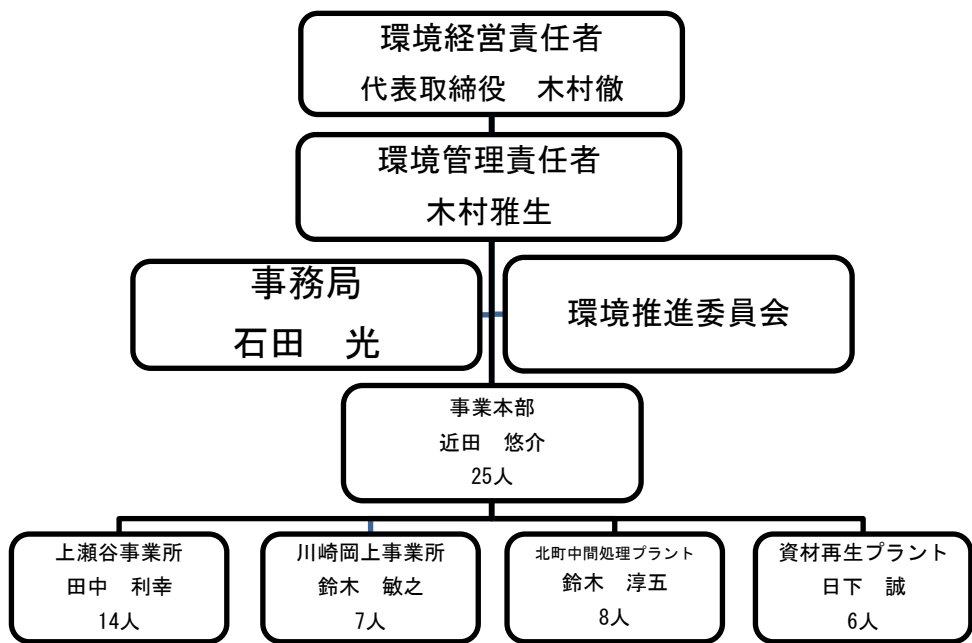 環境経営責任者
代表取締役　木村徹
環境管理責任者
木村雅生
事務局
石田　光
環境推進委員会
事業本部
近田　悠介
25人
上瀬谷事業所
田中　利幸
14人
川崎岡上事業所
鈴木　敏之
7人
北町中間処理プラント
鈴木　淳五
8人
資材再生プラント
日下　誠
6人